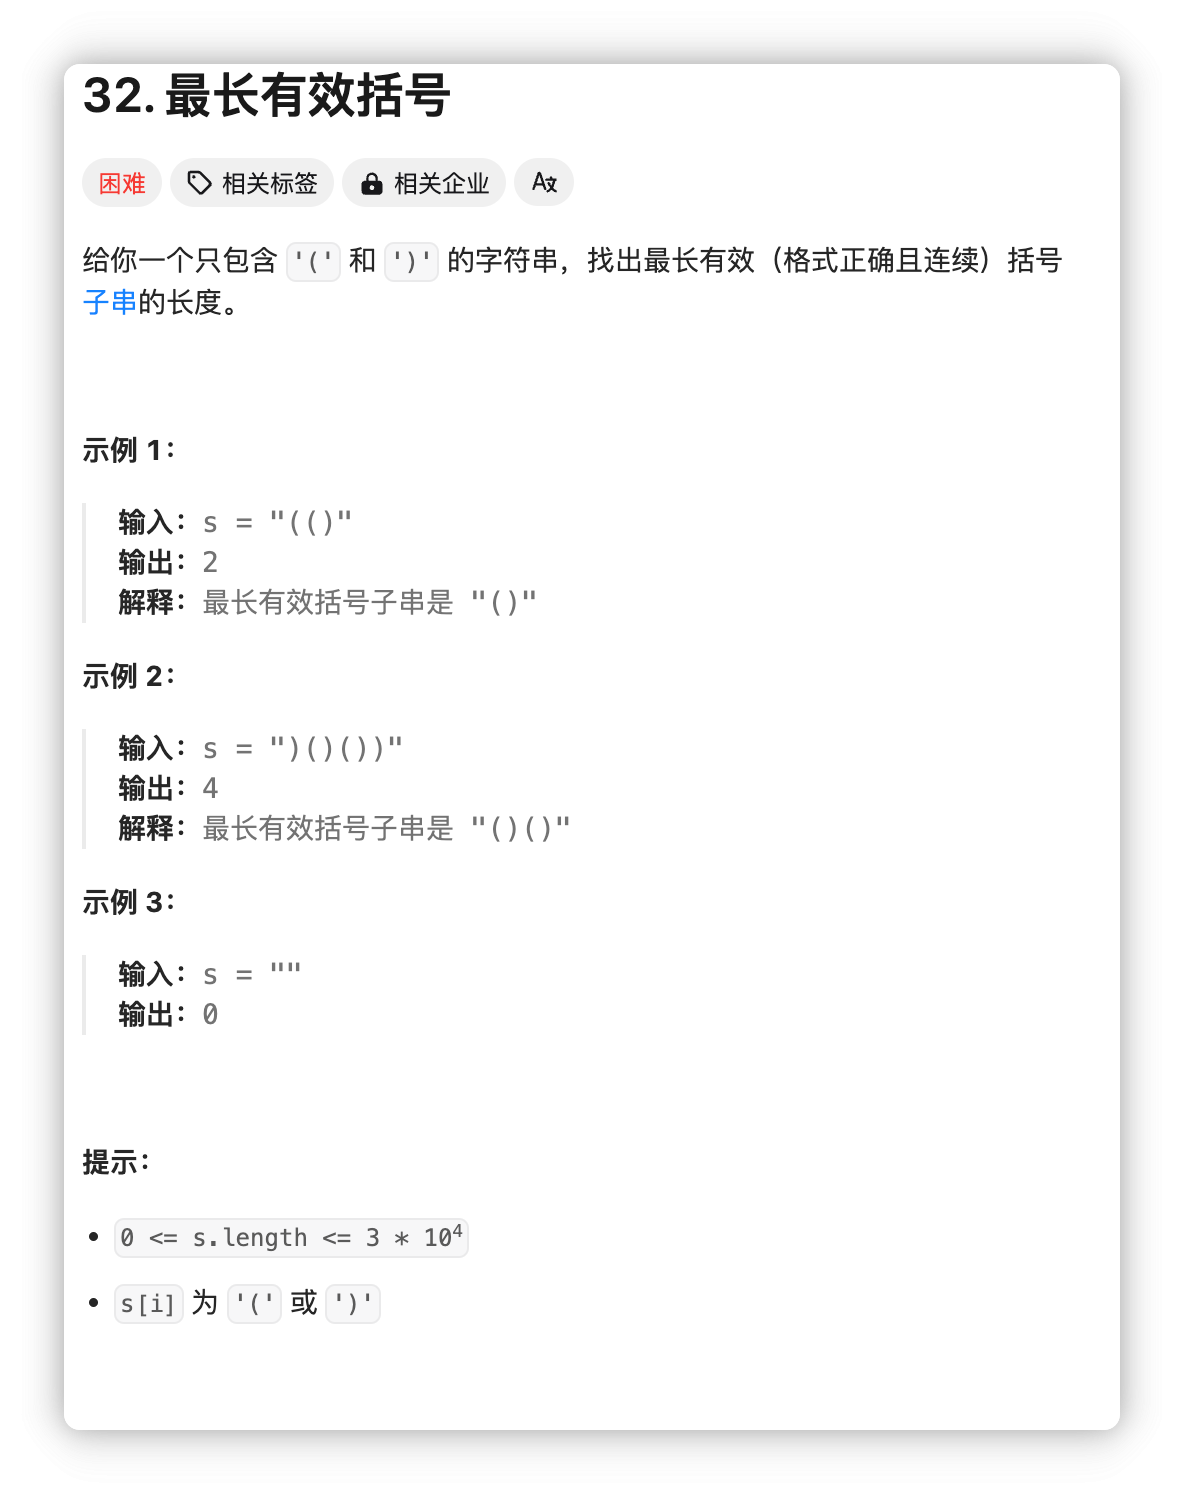 32. 最长有效括号
困难 相关标签 相关企业
给你一个只包含 '(' 和 ')' 的字符串，找出最长有效（格式正确且连续）括号
子串的长度。
示例 1：
输入：s = "(()"
输出：2
解释：最长有效括号子串是 "()"
示例 2：
输入：s = ")()())"
输出：4
解释：最长有效括号子串是 "()()"
示例 3：
输入：s = ""
输出：0
提示：
• 0 <= s.length <= 3 * 10⁴
• s[i] 为 '(' 或 ')'